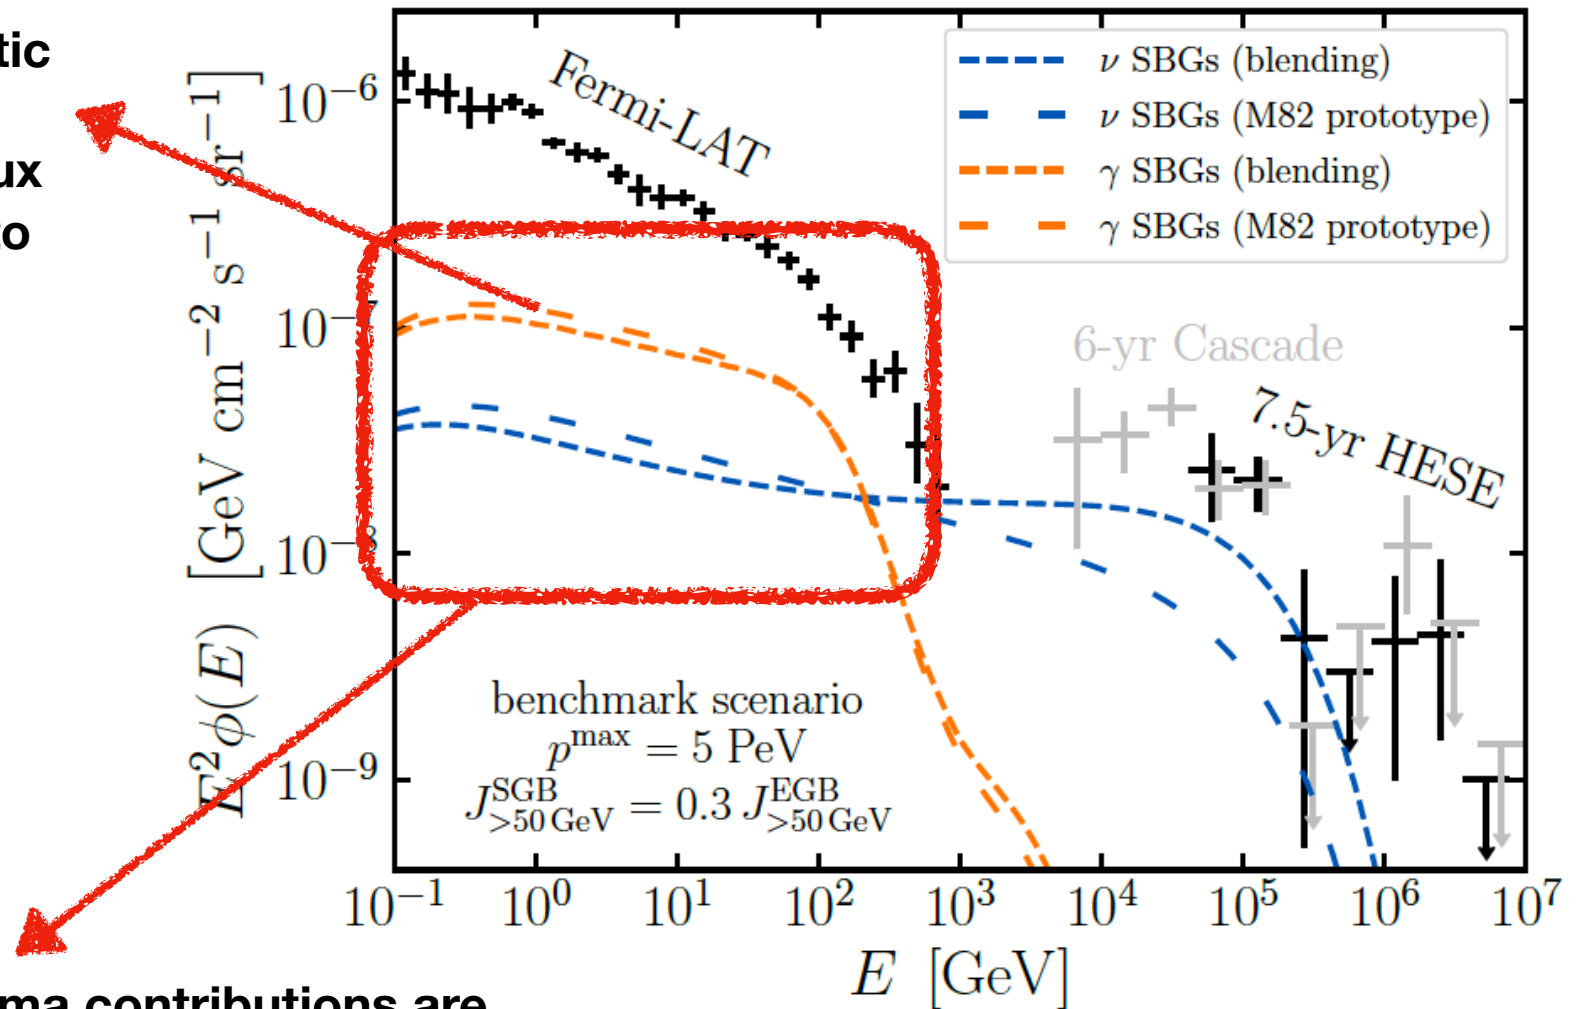 tic
ux
to
Fermi-LAT
ν SBGs (blending)
ν SBGs (M82 prototype)
γ SBGs (blending)
γ SBGs (M82 prototype)
6-yr Cascade
7.5-yr HESE
benchmark scenario
p^max = 5 PeV
J^SGB_>50 GeV = 0.3 J^EGB_>50 GeV
E² ϕ(E) [GeV cm⁻² s⁻¹ sr⁻¹]
10⁻⁶
10⁻⁷
10⁻⁸
10⁻⁹
10⁻¹ 10⁰ 10¹ 10² 10³ 10⁴ 10⁵ 10⁶ 10⁷
E [GeV]
ma contributions are